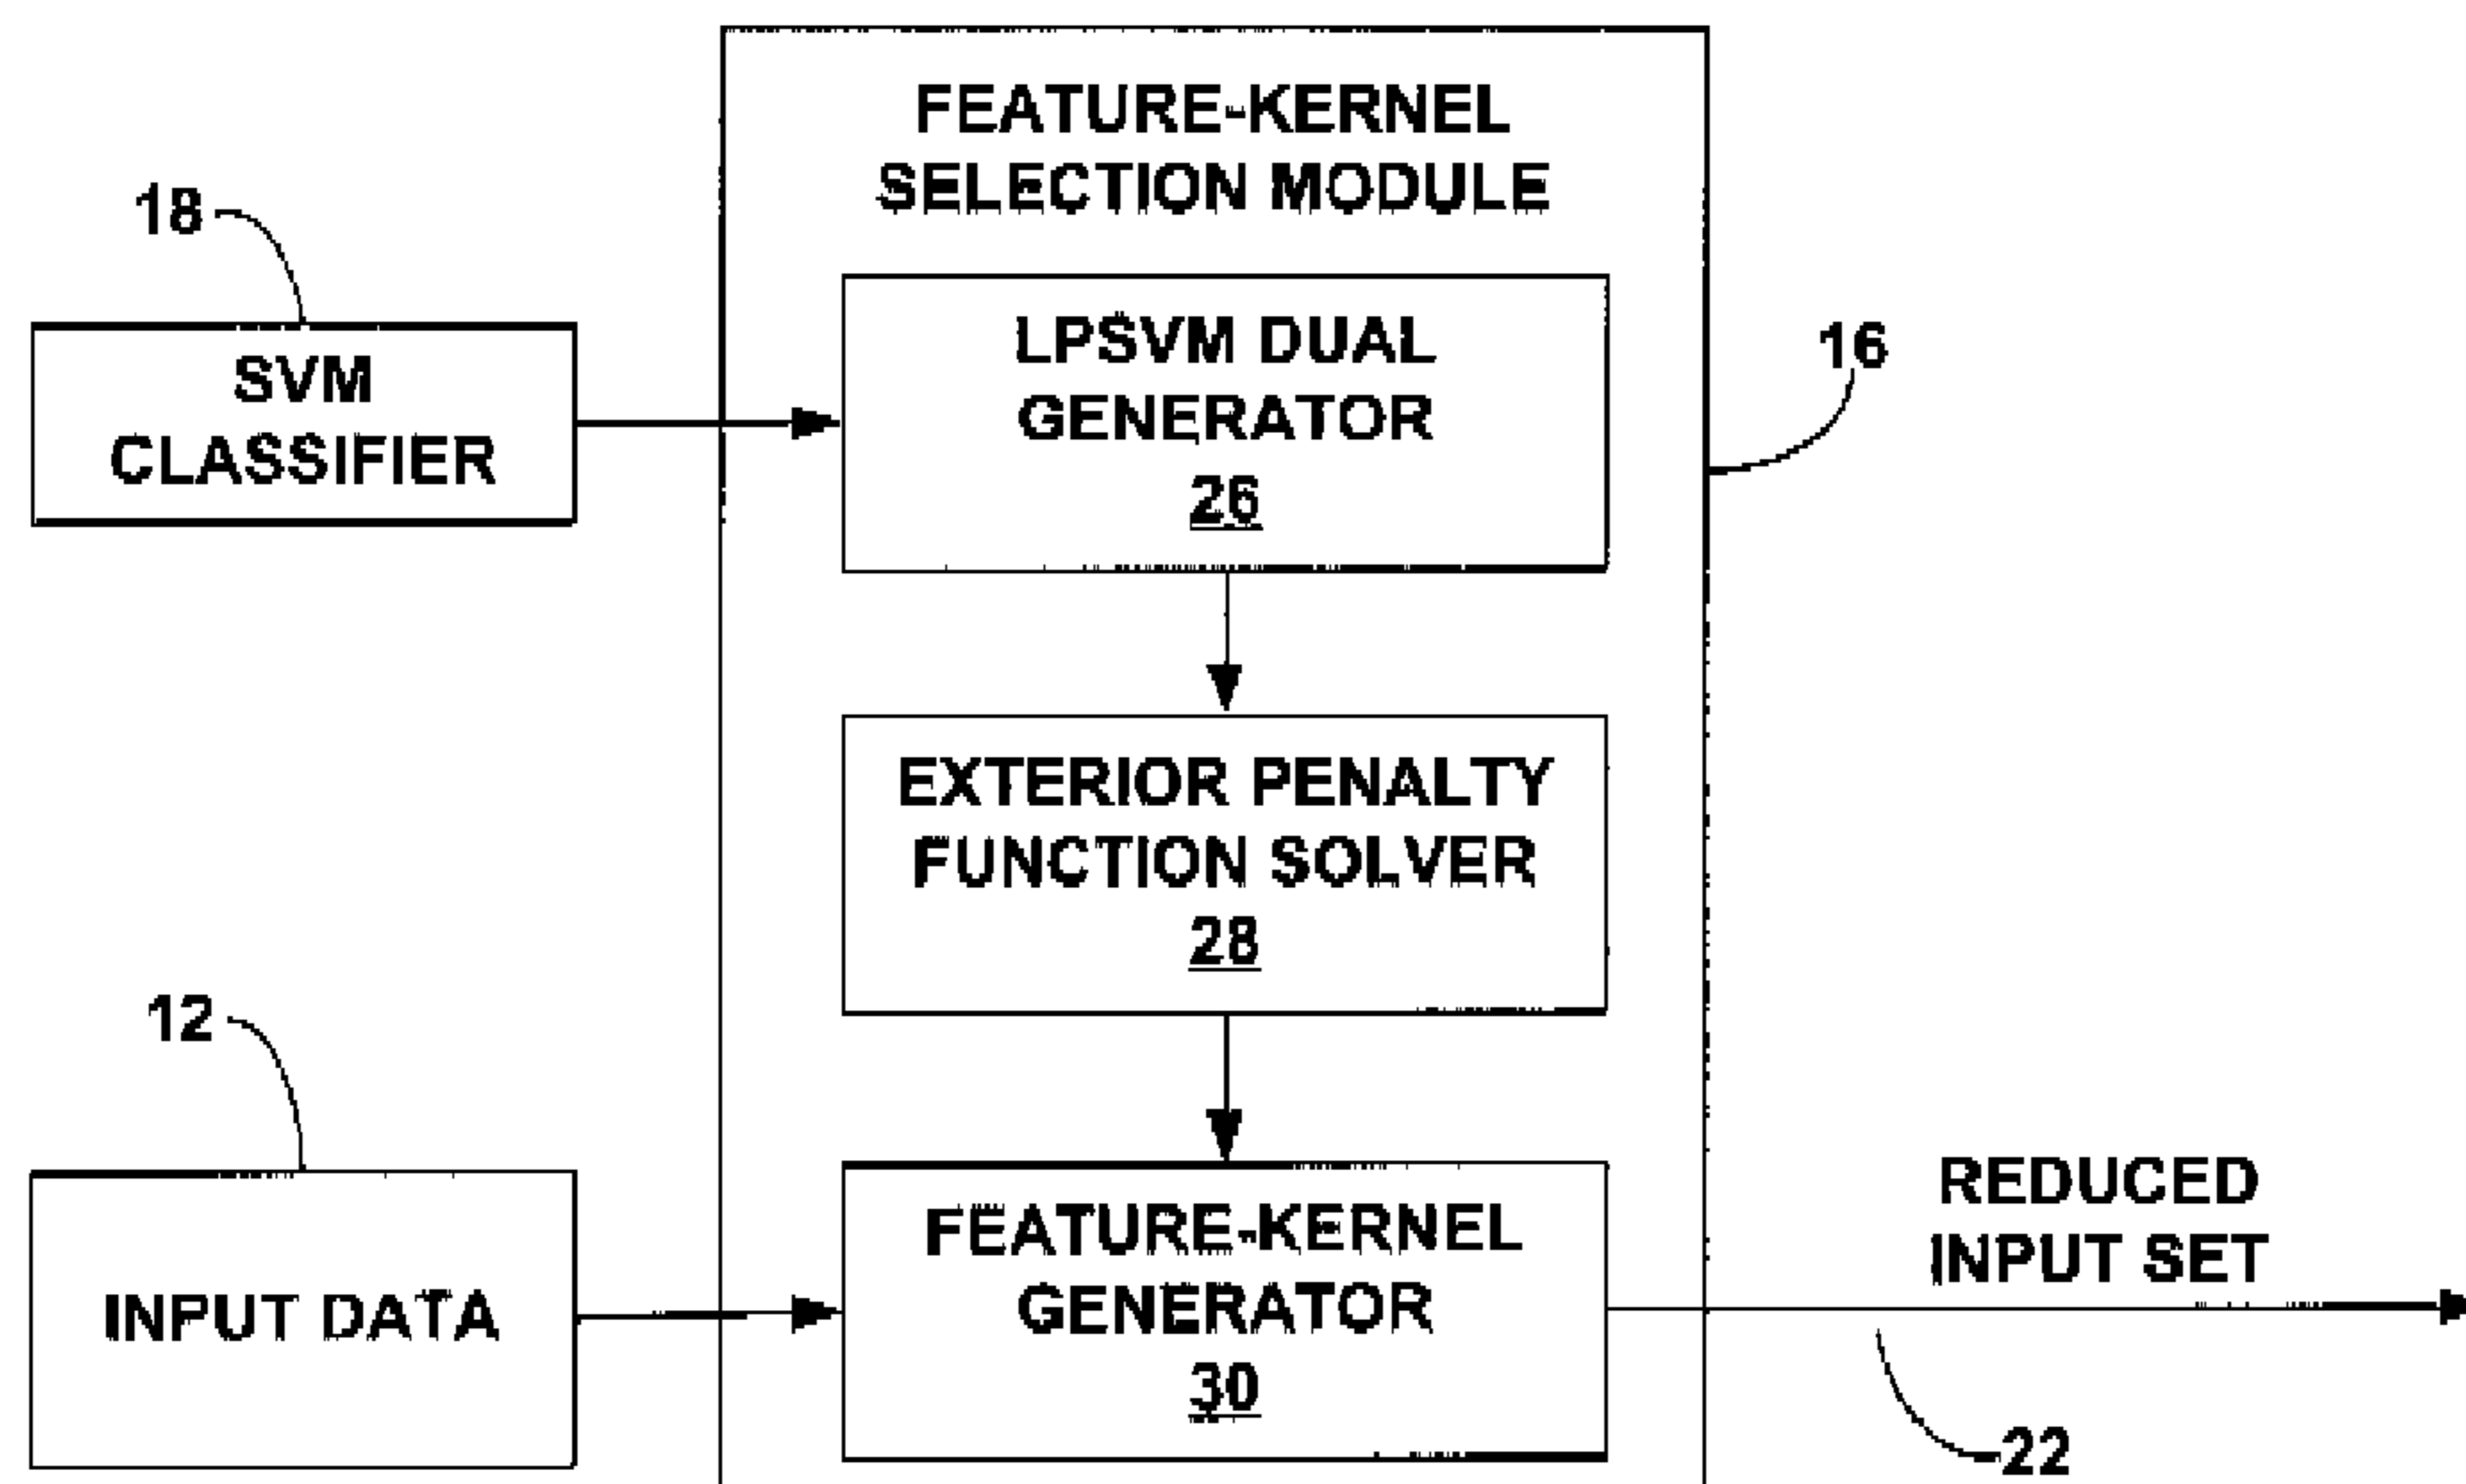 FEATURE-KERNEL
SELECTION MODULE
18
SVM
CLASSIFIER
LPSVM DUAL
GENERATOR
26
16
EXTERIOR PENALTY
FUNCTION SOLVER
28
12
INPUT DATA
FEATURE-KERNEL
GENERATOR
30
REDUCED
INPUT SET
22